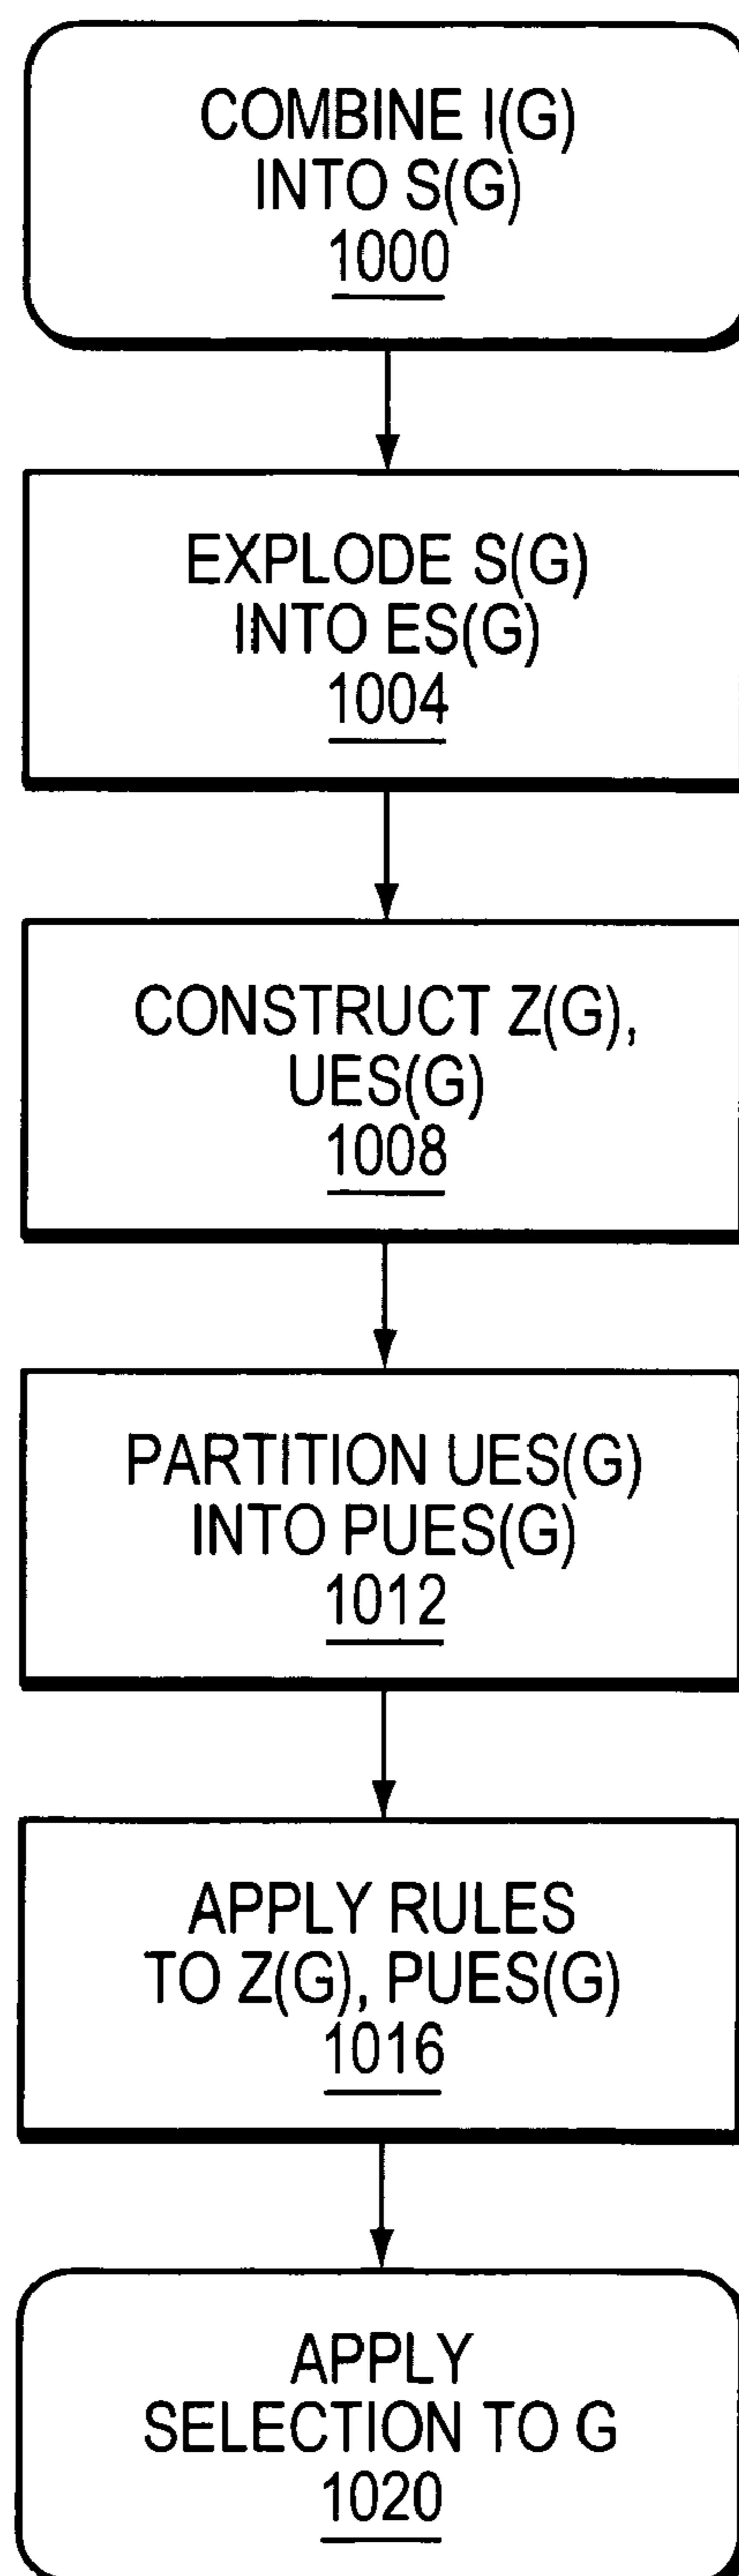 COMBINE I(G)
INTO S(G)
1000
EXPLODE S(G)
INTO ES(G)
1004
CONSTRUCT Z(G),
UES(G)
1008
PARTITION UES(G)
INTO PUES(G)
1012
APPLY RULES
TO Z(G), PUES(G)
1016
APPLY
SELECTION TO G
1020